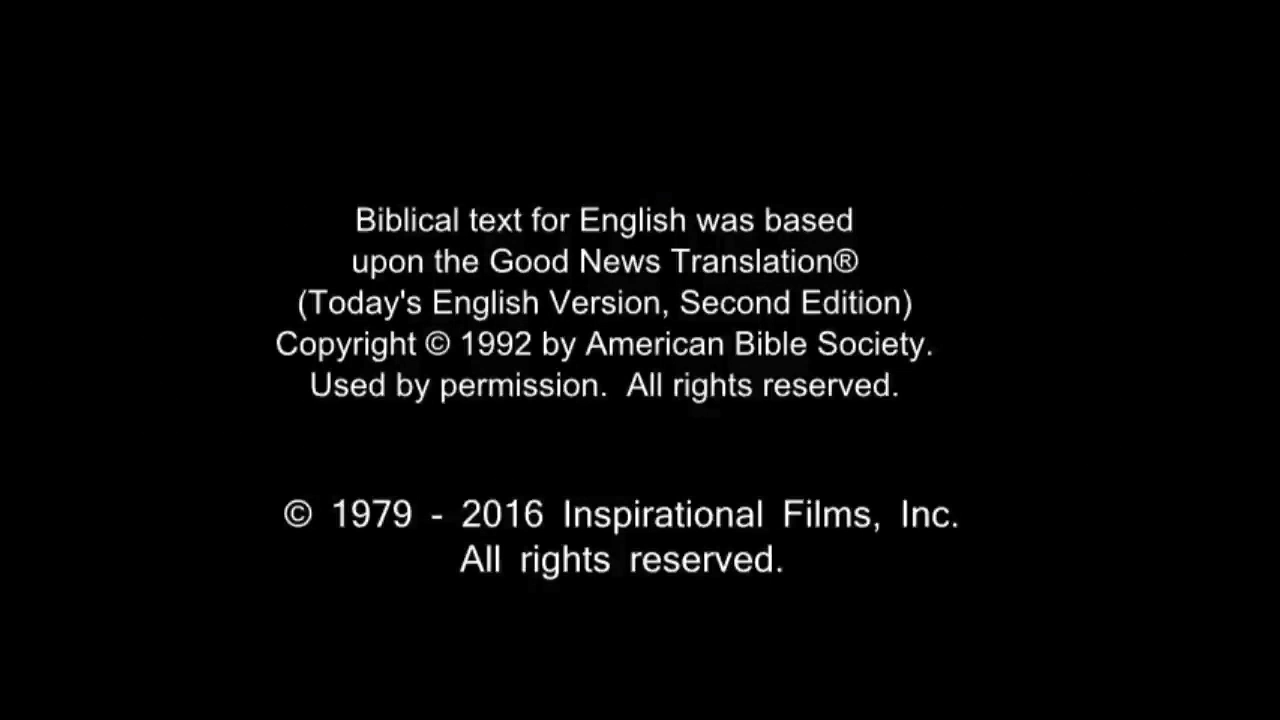 Biblical text for English was based
upon the Good News Translation®
(Today's English Version, Second Edition)
Copyright © 1992 by American Bible Society.
Used by permission.  All rights reserved.
© 1979 - 2016 Inspirational Films, Inc.
All rights reserved.